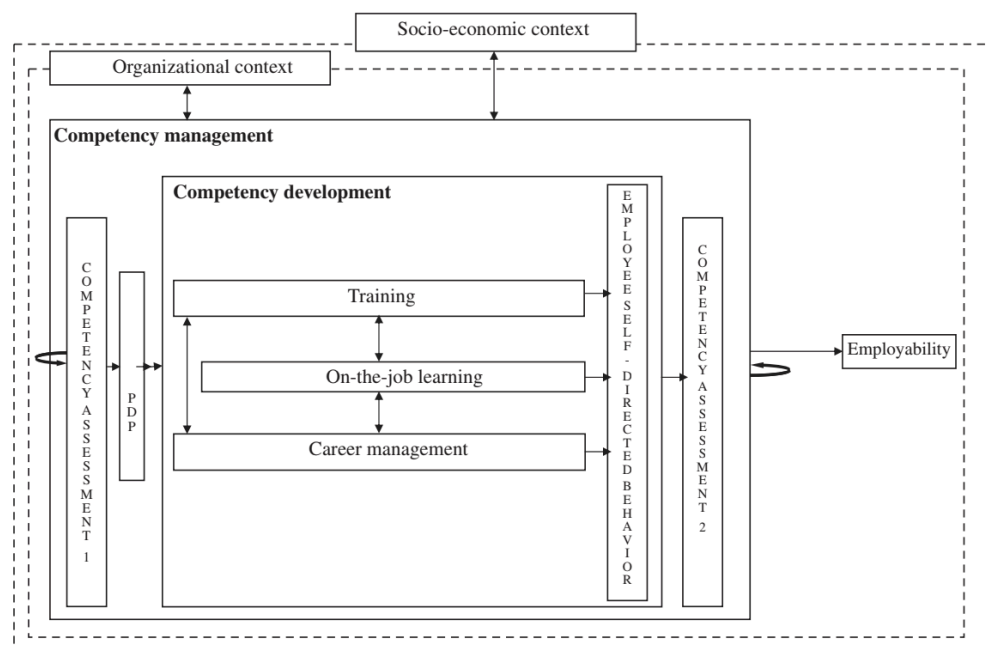 Socio-economic context
Organizational context
Competency management
Competency development
COMPETENCY ASSESSMENT 1
PDP
Training
On-the-job learning
Career management
EMPLOYEE SELF-DIRECTED BEHAVIOR
COMPETENCY ASSESSMENT 2
Employability